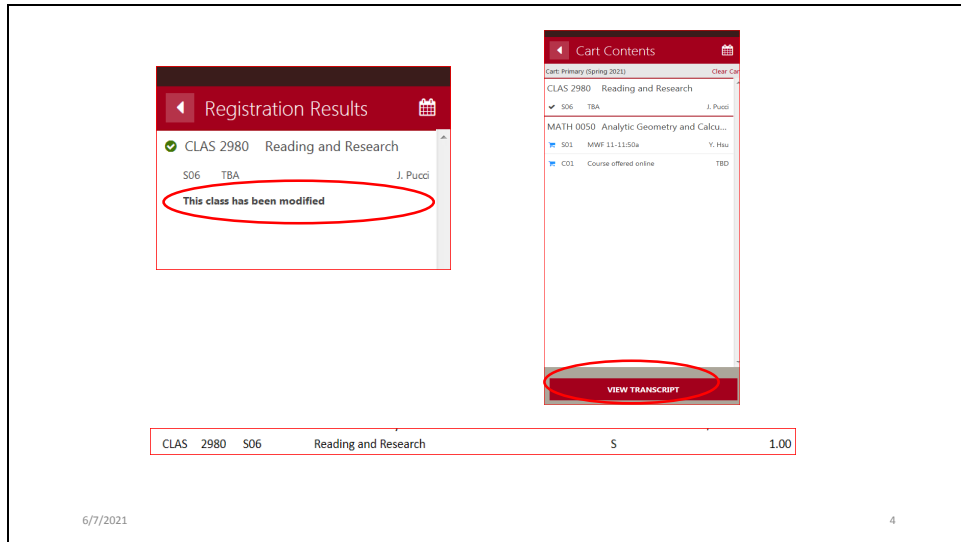 Registration Results
CLAS 2980 Reading and Research
S06 TBA J. Pucci
This class has been modified
Cart Contents
Cart: Primary (Spring 2021) Clear Car
CLAS 2980 Reading and Research
S06 TBA J. Pucci
MATH 0050 Analytic Geometry and Calcu...
S01 MWF 11-11:50a Y. Hsu
C01 Course offered online TBD
VIEW TRANSCRIPT
CLAS 2980 S06 Reading and Research S 1.00
6/7/2021 4